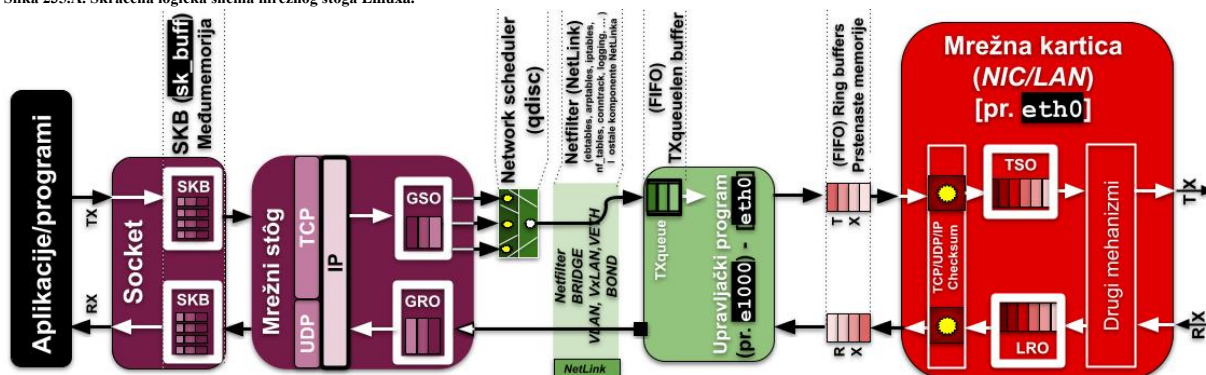 Slika 255.A. Skraćena logička shema mrežnog stôga Linuxa.
Aplikacije/programi
TX
RX
Socket
SKB (sk_buff)
Međumemorija
SKB
SKB
Mrežni stôg
UDP
TCP
IP
GSO
GRO
Network scheduler
(qdisc)
Netfilter (NetLink)
(ebtables, arptables, iptables,
nf_tables, conntrack, logging, ... )
i ostale komponente NetLinka
Netfilter
BRIDGE
VLAN, VxLAN, VETH
BOND
NetLink
(FIFO)
TXqueuelen buffer
TXqueue
Upravljački program
(pr. e1000) - [eth0]
(FIFO) Ring buffers
Prstenaste memorije
T
X
R
X
Mrežna kartica
(NIC/LAN)
[pr. eth0]
TCP/UDP/IP
Checksum
TSO
LRO
Drugi mehanizmi
TX
RX